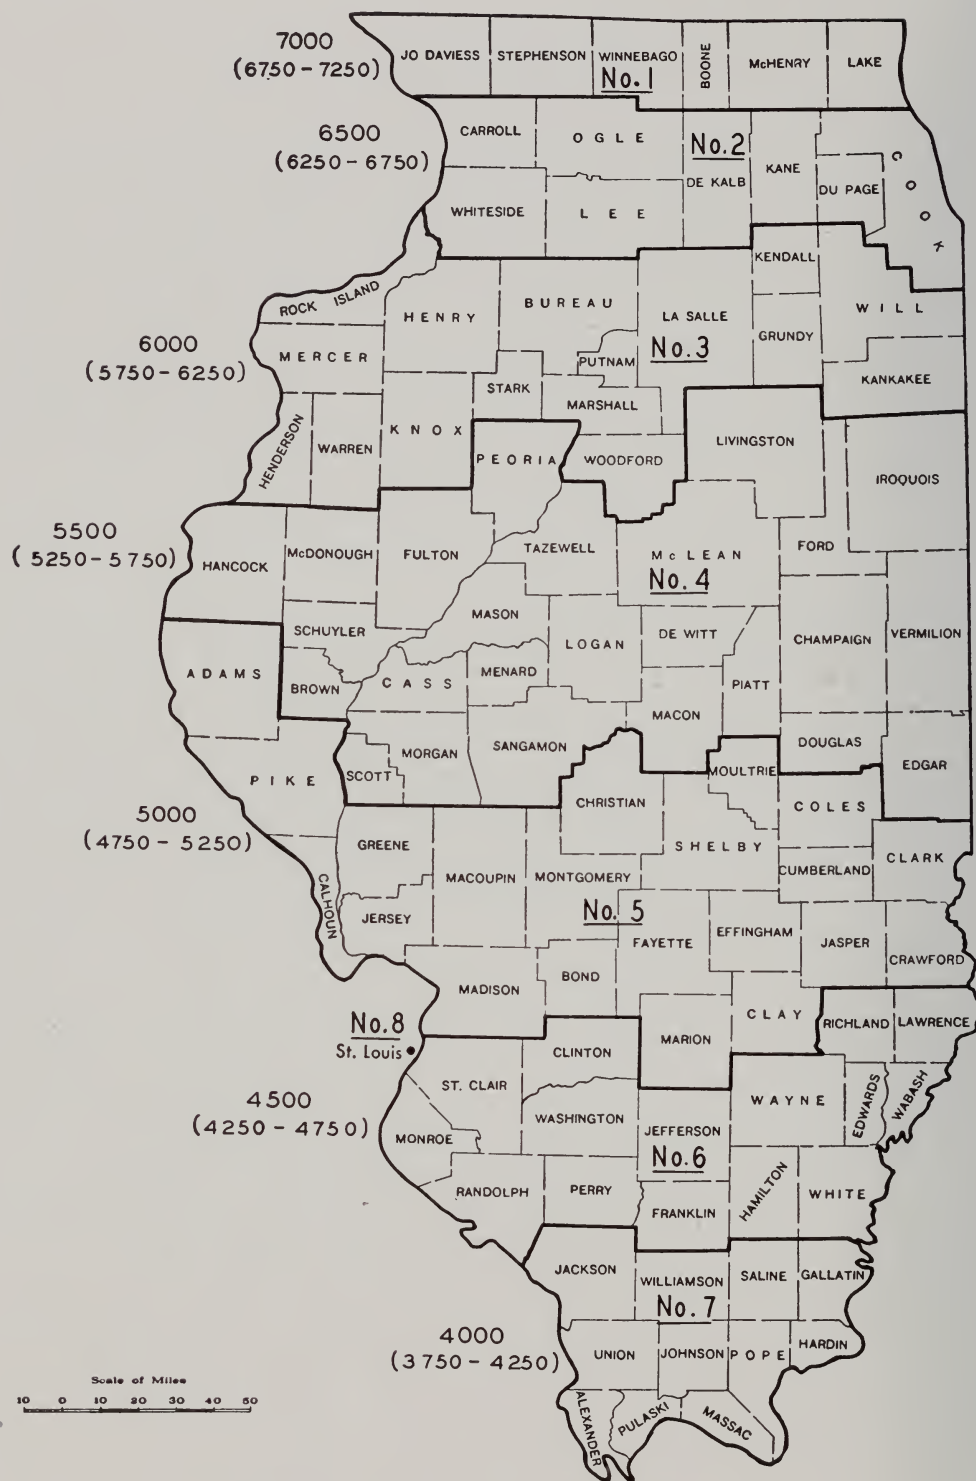 7000
(6750-7250)
JO DAVIESS STEPHENSON WINNEBAGO BOONE McHENRY LAKE
No.1
6500
(6250-6750)
CARROLL OGLE No.2 KANE COOK
DE KALB DU PAGE
WHITESIDE LEE
KENDALL
ROCK ISLAND HENRY BUREAU LA SALLE WILL
6000
(5750-6250)
MERCER PUTNAM No.3 GRUNDY
STARK KANKAKEE
MARSHALL
HENDERSON WARREN KNOX PEORIA WOODFORD LIVINGSTON
IROQUOIS
5500
(5250-5750)
HANCOCK McDONOUGH FULTON TAZEWELL McLEAN FORD
No.4
MASON
SCHUYLER LOGAN DE WITT CHAMPAIGN VERMILION
ADAMS BROWN CASS MENARD PIATT
MACON
MORGAN SANGAMON DOUGLAS
PIKE SCOTT MOULTRIE EDGAR
5000
(4750-5250)
CHRISTIAN COLES
GREENE SHELBY CLARK
MACOUPIN MONTGOMERY CUMBERLAND
CALHOUN JERSEY No. 5
FAYETTE EFFINGHAM JASPER CRAWFORD
MADISON BOND
CLAY
No.8 MARION RICHLAND LAWRENCE
St. Louis
CLINTON
4500
(4250-4750)
ST. CLAIR WAYNE EDWARDS WABASH
WASHINGTON JEFFERSON
MONROE No.6
RANDOLPH PERRY FRANKLIN HAMILTON WHITE
JACKSON WILLIAMSON SALINE GALLATIN
No.7
4000
(3750-4250)
UNION JOHNSON POPE HARDIN
Scale of Miles
10 0 10 20 30 40 50
ALEXANDER PULASKI MASSAC